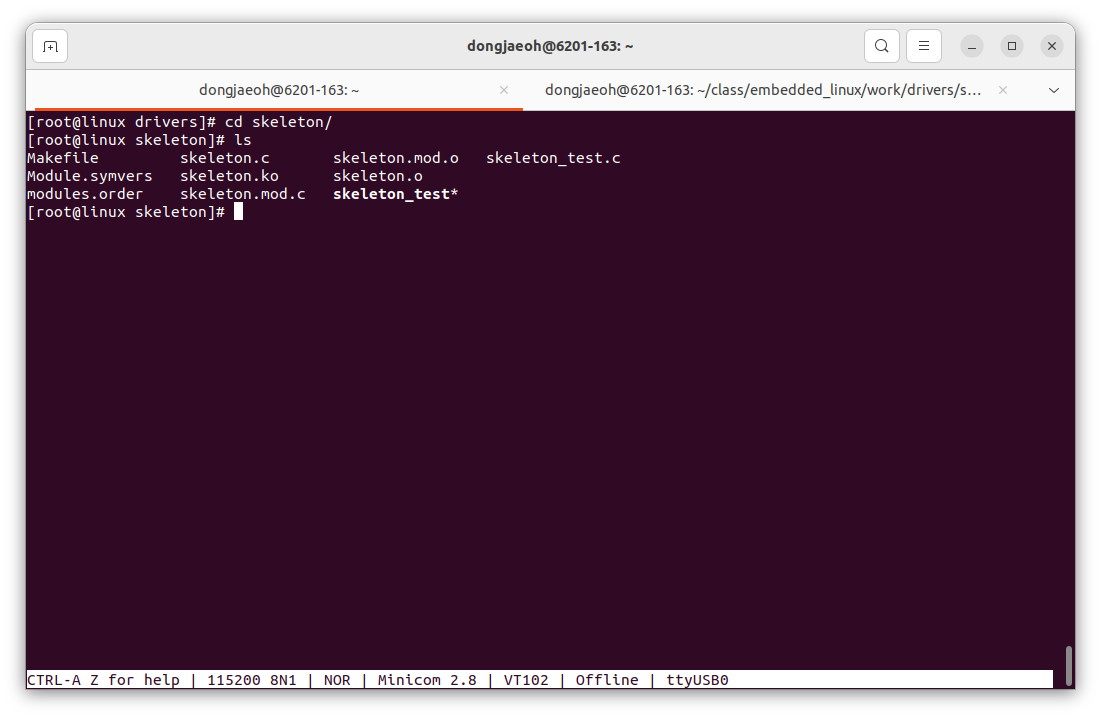 dongjaeoh@6201-163: ~
dongjaeoh@6201-163: ~ dongjaeoh@6201-163: ~/class/embedded_linux/work/drivers/s...
[root@linux drivers]# cd skeleton/
[root@linux skeleton]# ls
Makefile         skeleton.c       skeleton.mod.o   skeleton_test.c
Module.symvers   skeleton.ko      skeleton.o
modules.order    skeleton.mod.c   skeleton_test*
[root@linux skeleton]#
CTRL-A Z for help | 115200 8N1 | NOR | Minicom 2.8 | VT102 | Offline | ttyUSB0